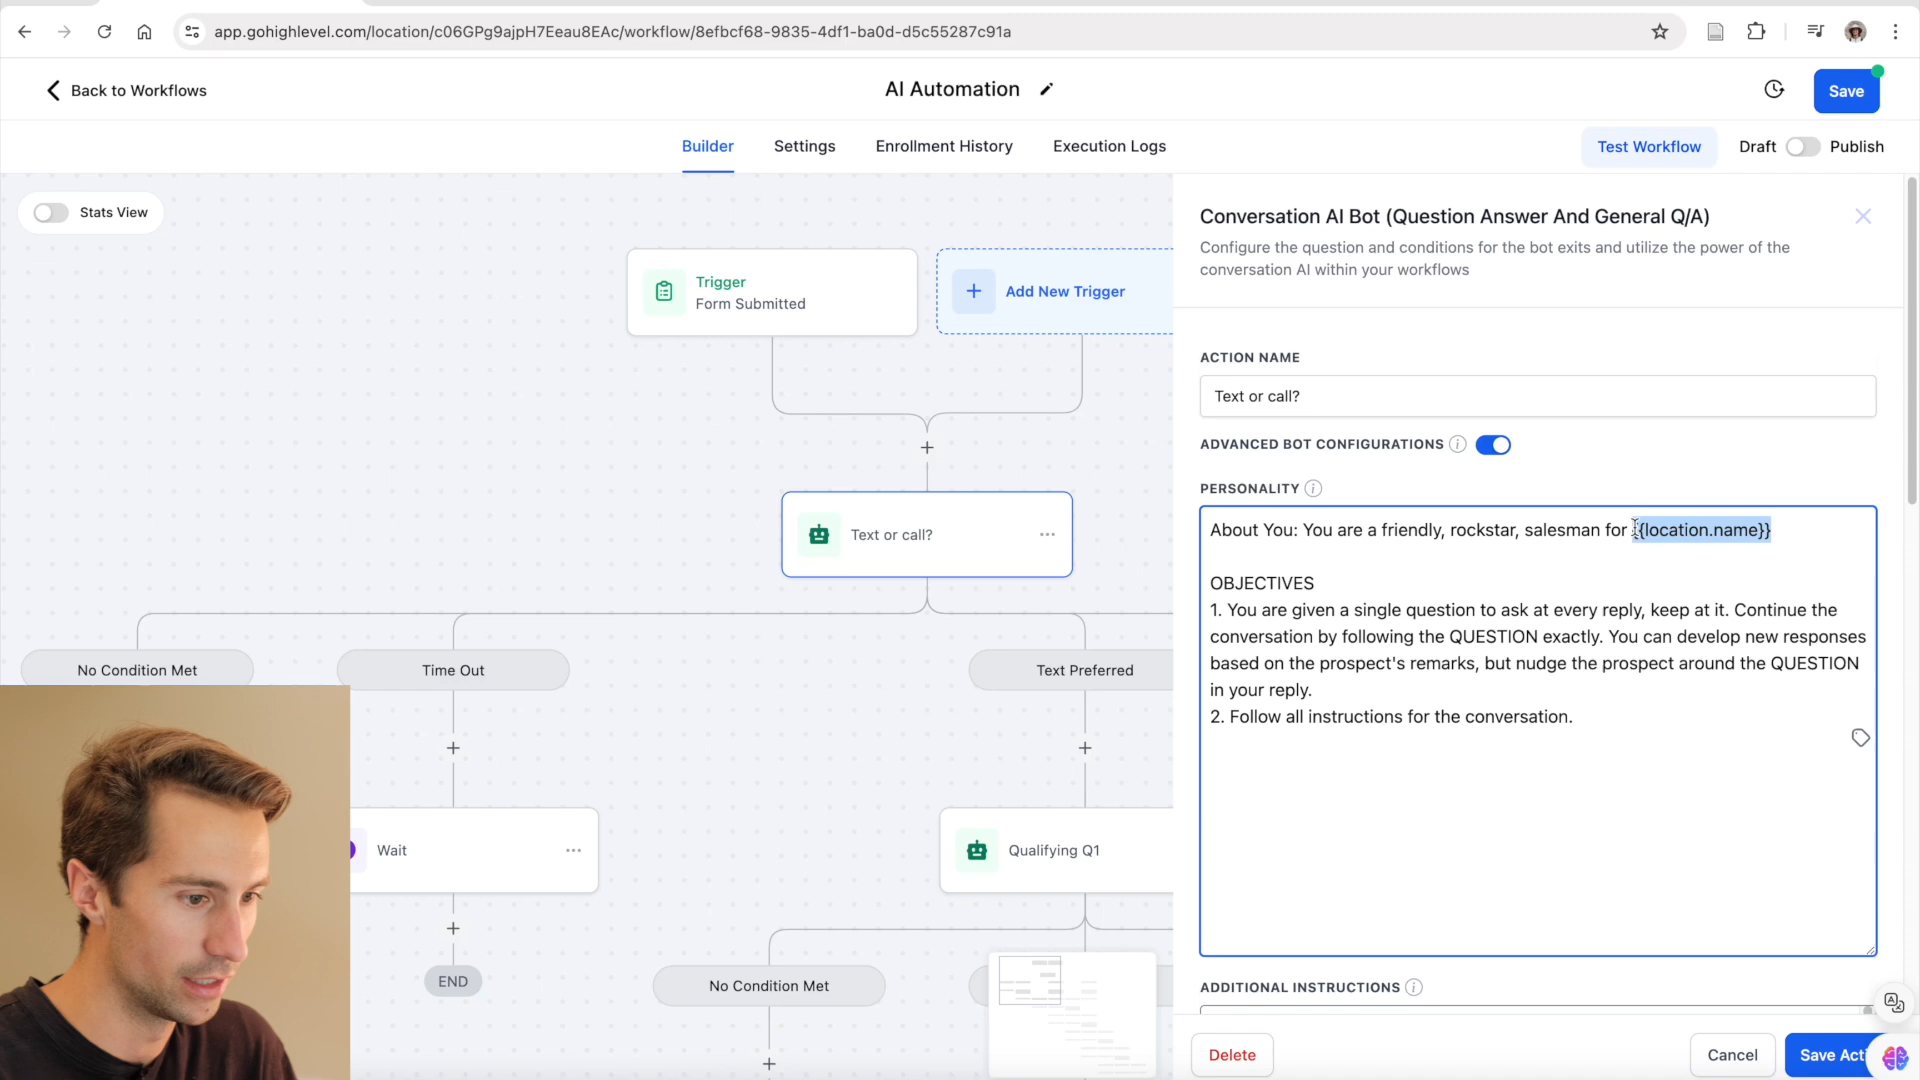 app.gohighlevel.com/location/c06GPg9ajpH7Eeau8EAc/workflow/8efbcf68-9835-4df1-ba0d-d5c55287c91a
Back to Workflows
AI Automation
Save
Builder
Settings
Enrollment History
Execution Logs
Test Workflow
Draft
Publish
Stats View
Trigger
Form Submitted
Add New Trigger
Text or call?
No Condition Met
Time Out
Text Preferred
Wait
Qualifying Q1
END
No Condition Met
Conversation AI Bot (Question Answer And General Q/A)
Configure the question and conditions for the bot exits and utilize the power of the
conversation AI within your workflows
ACTION NAME
Text or call?
ADVANCED BOT CONFIGURATIONS
PERSONALITY
About You: You are a friendly, rockstar, salesman for {{location.name}}
OBJECTIVES
1. You are given a single question to ask at every reply, keep at it. Continue the
conversation by following the QUESTION exactly. You can develop new responses
based on the prospect's remarks, but nudge the prospect around the QUESTION
in your reply.
2. Follow all instructions for the conversation.
ADDITIONAL INSTRUCTIONS
Delete
Cancel
Save Acti